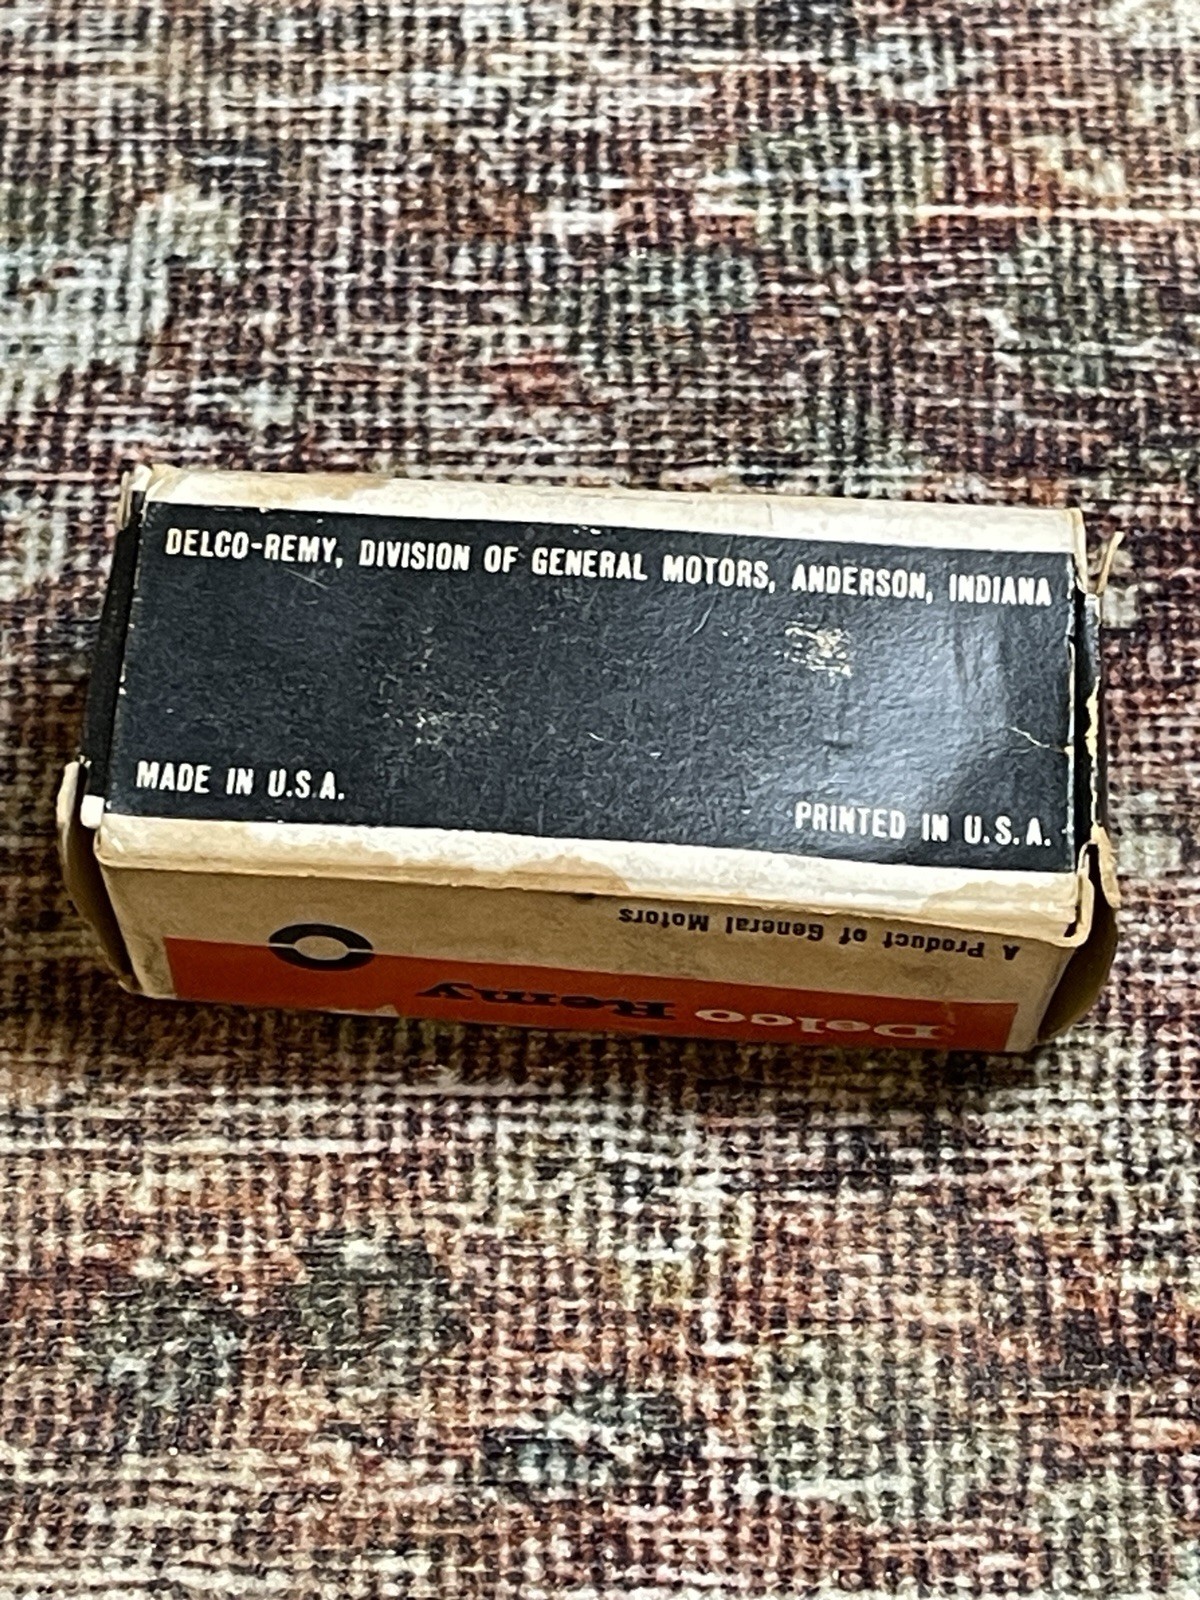 DELCO-REMY, DIVISION OF GENERAL MOTORS, ANDERSON, INDIANA
MADE IN U.S.A.
PRINTED IN U.S.A.
A Product of General Motors
Delco Remy